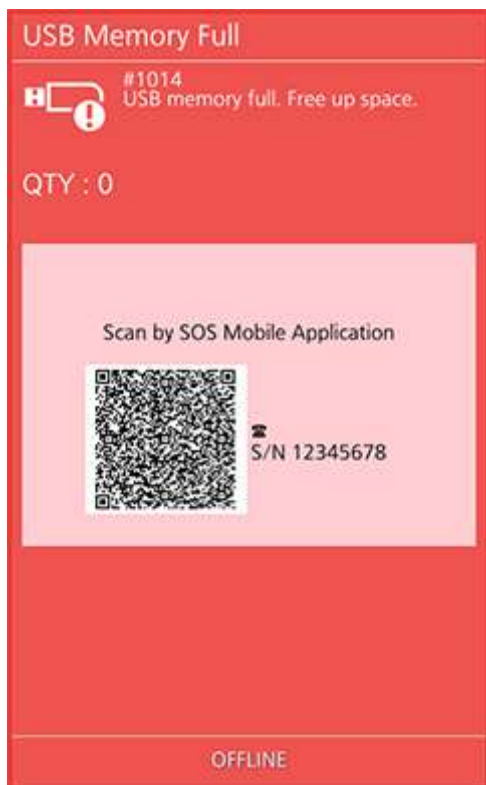 USB Memory Full
#1014
USB memory full. Free up space.
QTY : 0
Scan by SOS Mobile Application
☎
S/N 12345678
OFFLINE